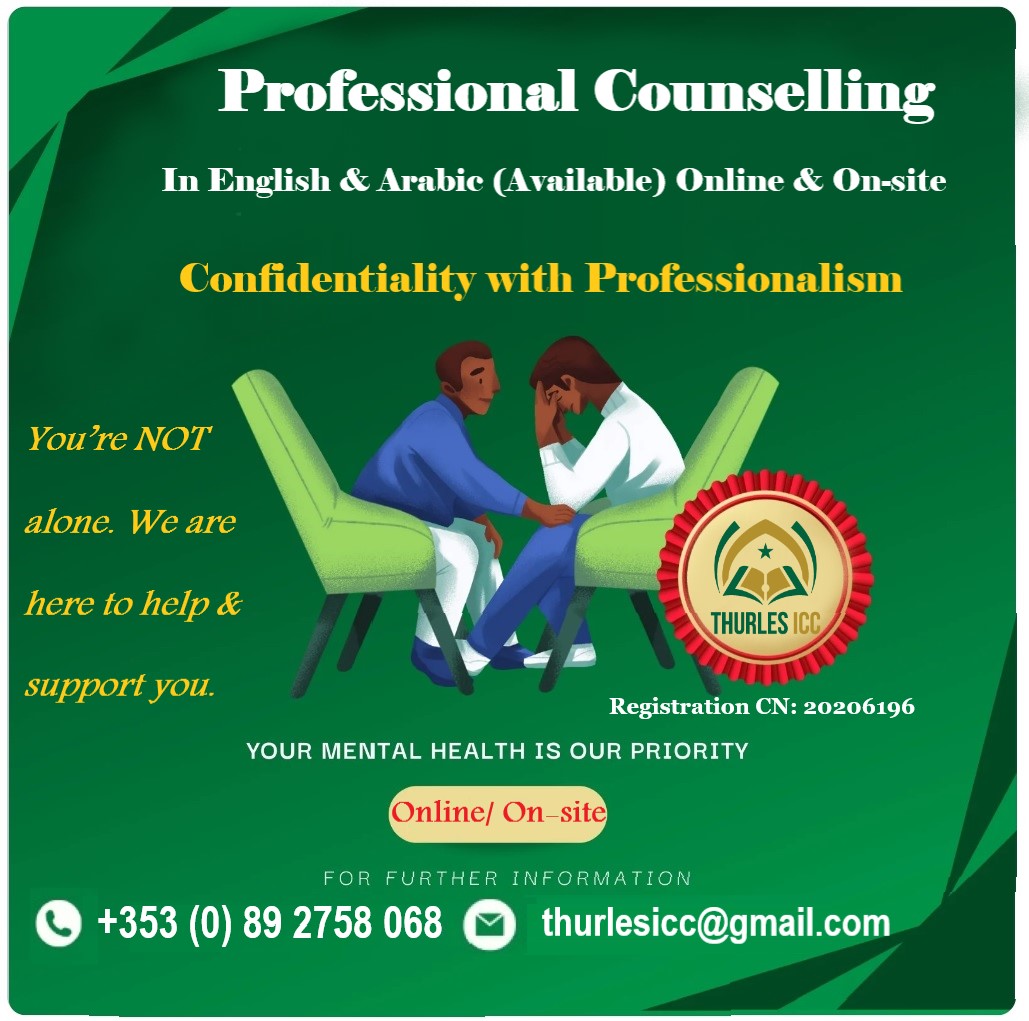 Professional Counselling
In English & Arabic (Available) Online & On-site
Confidentiality with Professionalism
You’re NOT
alone. We are
here to help &
support you.
THURLES ICC
Registration CN: 20206196
YOUR MENTAL HEALTH IS OUR PRIORITY
Online/ On-site
FOR FURTHER INFORMATION
+353 (0) 89 2758 068 thurlesicc@gmail.com